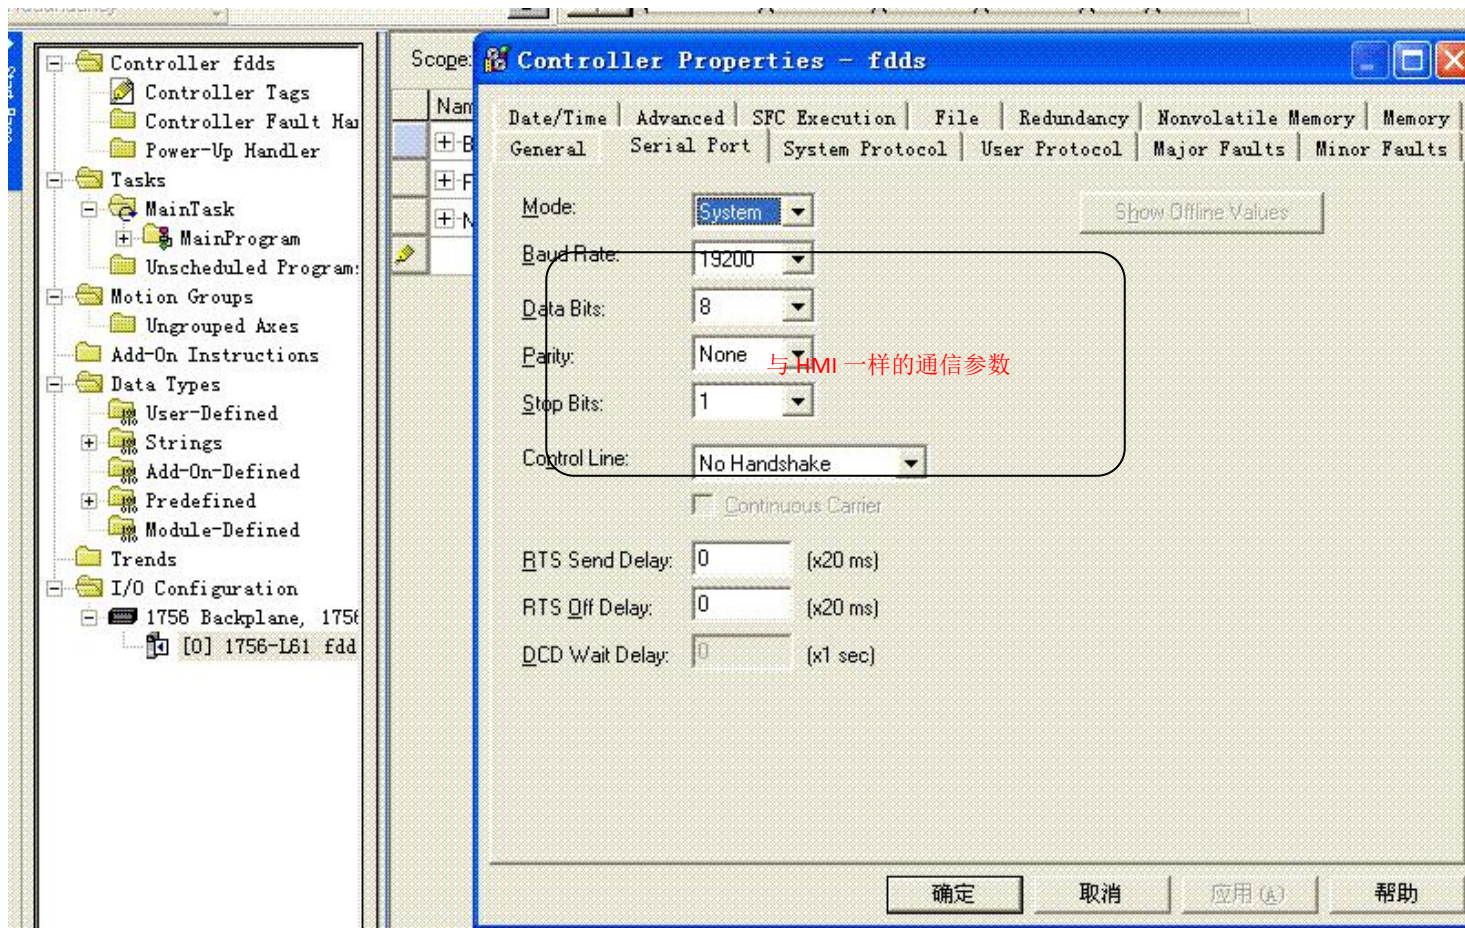 Controller fdds
Controller Tags
Controller Fault Ha
Power-Up Handler
Tasks
MainTask
MainProgram
Unscheduled Program
Motion Groups
Ungrouped Axes
Add-On Instructions
Data Types
User-Defined
Strings
Add-On-Defined
Predefined
Module-Defined
Trends
I/O Configuration
1756 Backplane, 1756
[0] 1756-L61 fdd
Scope:
Nam
B
F
N
Controller Properties - fdds
Date/Time Advanced SFC Execution File Redundancy Nonvolatile Memory Memory
General Serial Port System Protocol User Protocol Major Faults Minor Faults
Mode: System Show Offline Values
Baud Rate: 19200
Data Bits: 8
Parity: None
与 HMI 一样的通信参数
Stop Bits: 1
Control Line: No Handshake
Continuous Carrier
RTS Send Delay: 0 (x20 ms)
RTS Off Delay: 0 (x20 ms)
DCD Wait Delay: 0 (x1 sec)
确定 取消 应用(A) 帮助